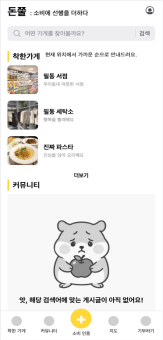 돈쭐 : 소비에 선행을 더하다
어떤 가게를 찾아볼까요? 검색
착한가게 현재 위치에서 가까운 순으로 안내드려요.
필동 서점
필동 세탁소
진짜 파스타
더보기
커뮤니티
앗, 해당 검색어에 맞는 게시글이 아직 없어요!
착한 가게 커뮤니티 소비 인증 지도 기부하기